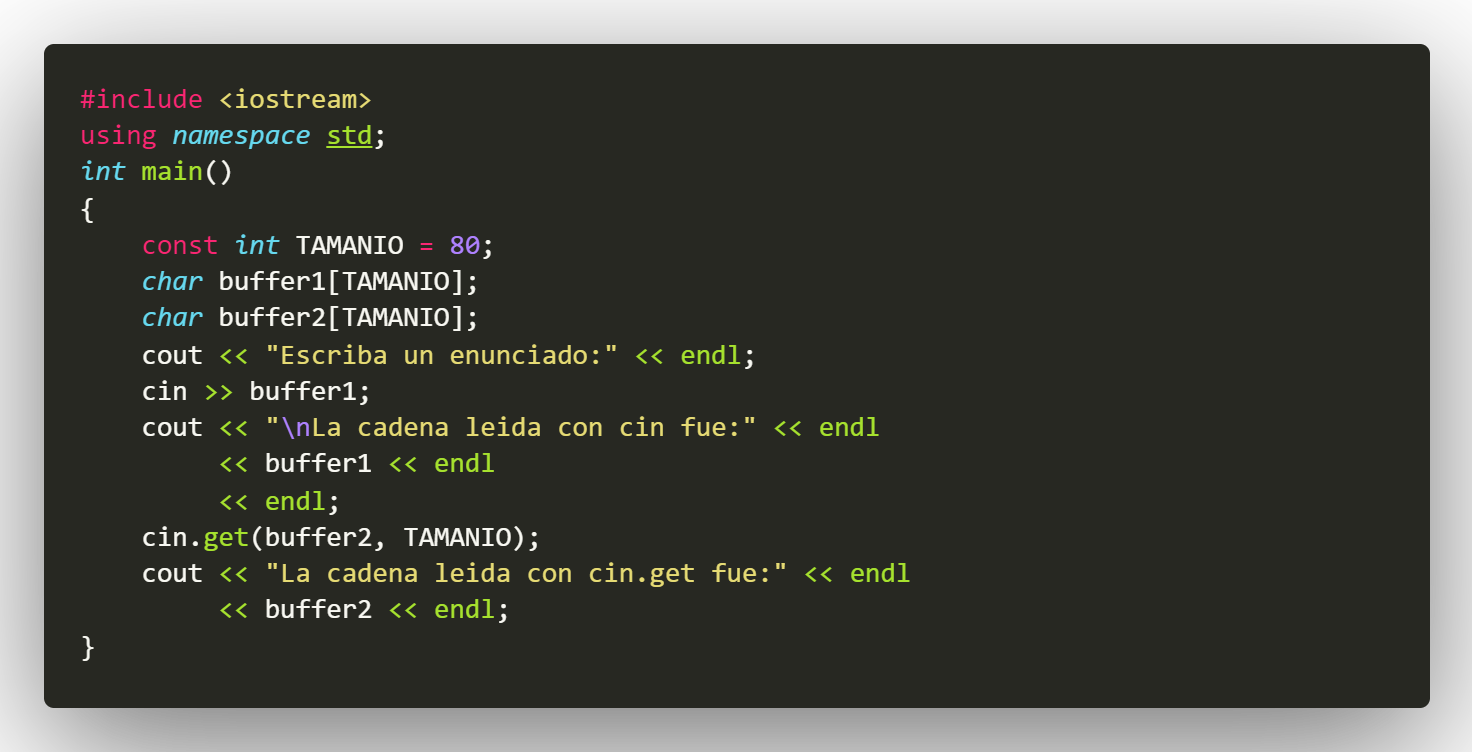 #include <iostream>
using namespace std;
int main()
{
    const int TAMANIO = 80;
    char buffer1[TAMANIO];
    char buffer2[TAMANIO];
    cout << "Escriba un enunciado:" << endl;
    cin >> buffer1;
    cout << "\nLa cadena leida con cin fue:" << endl
         << buffer1 << endl
         << endl;
    cin.get(buffer2, TAMANIO);
    cout << "La cadena leida con cin.get fue:" << endl
         << buffer2 << endl;
}